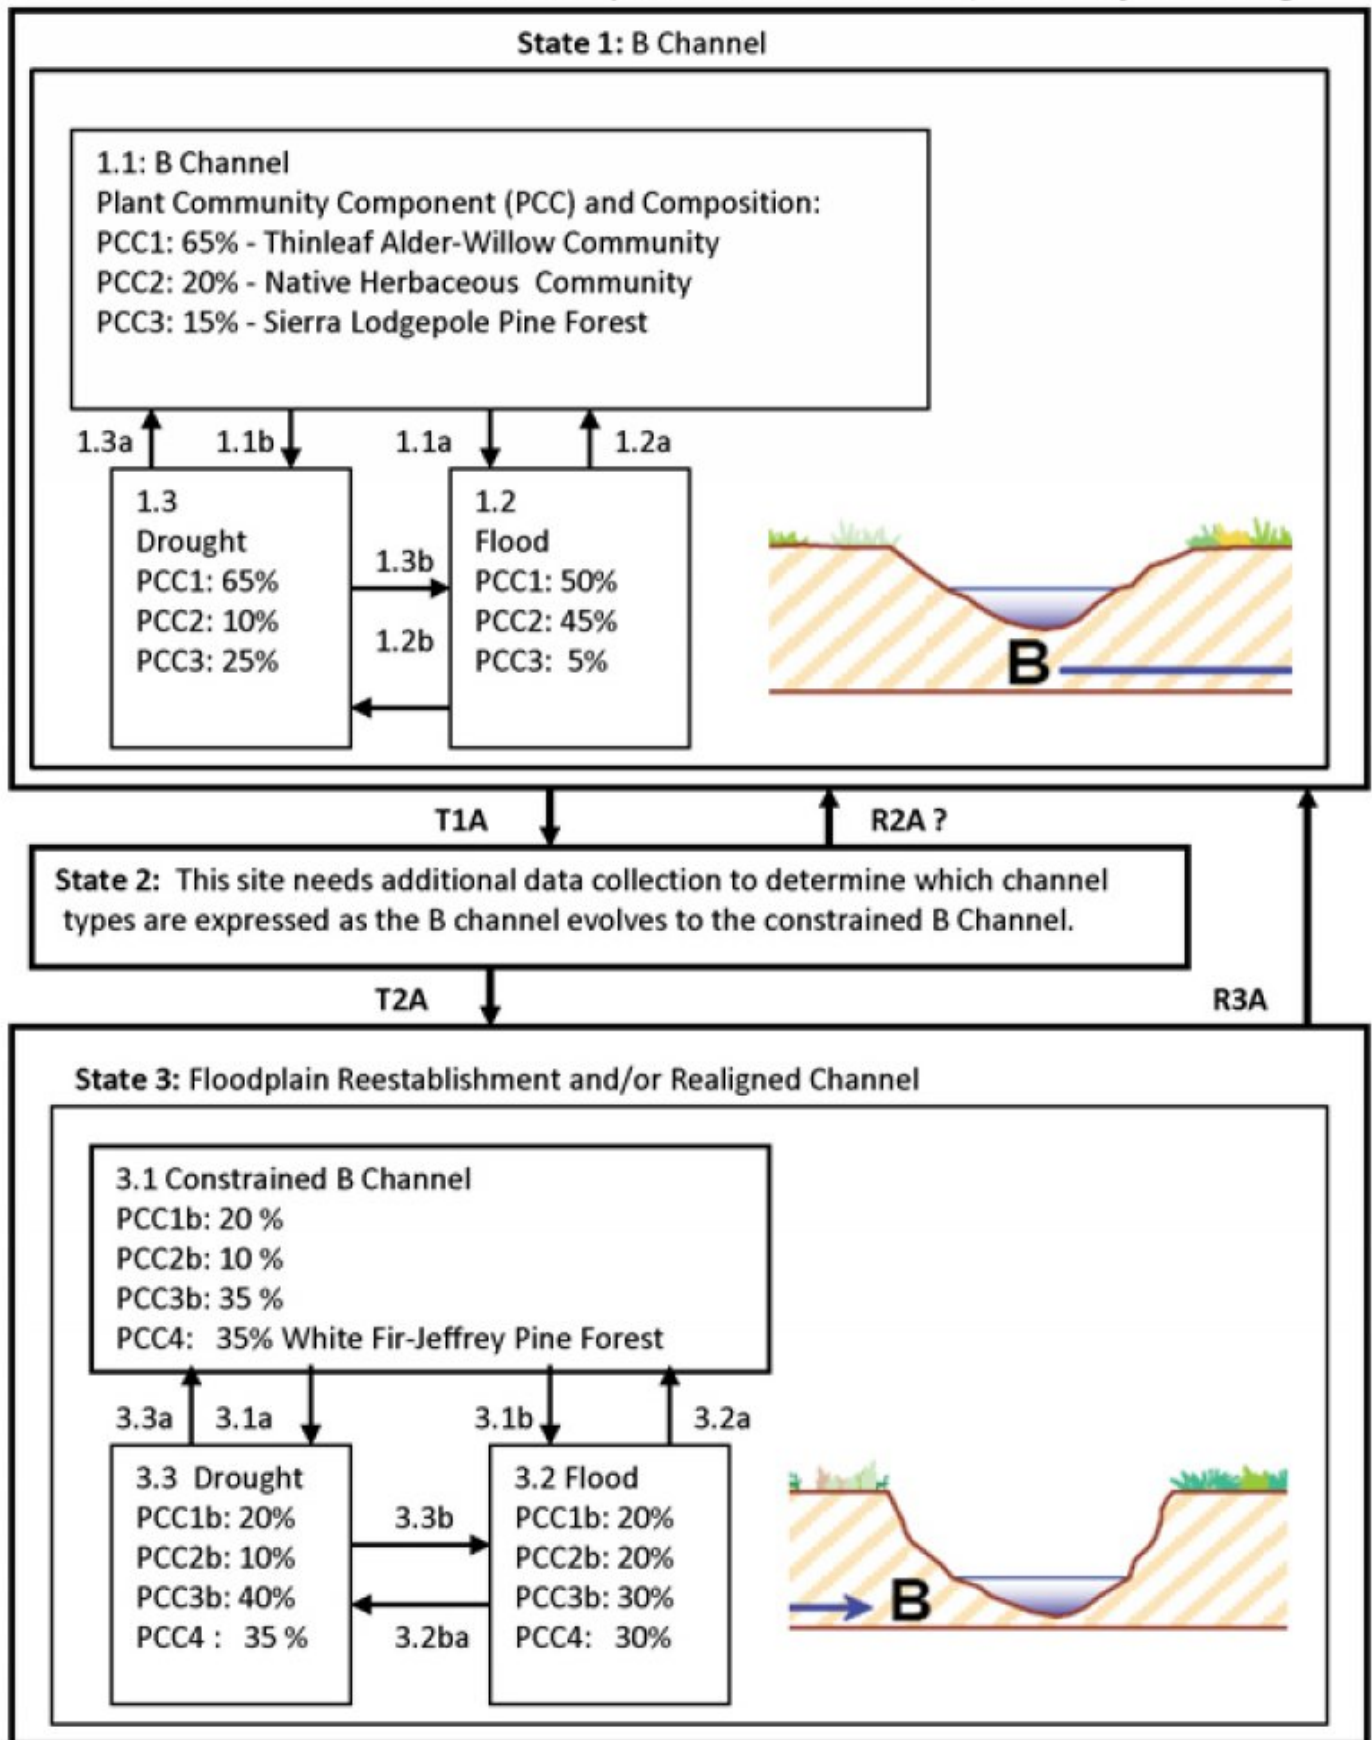 State 1: B Channel
1.1: B Channel
Plant Community Component (PCC) and Composition:
PCC1: 65% - Thinleaf Alder-Willow Community
PCC2: 20% - Native Herbaceous  Community
PCC3: 15% - Sierra Lodgepole Pine Forest
1.3a
1.1b
1.1a
1.2a
1.3
Drought
PCC1: 65%
PCC2: 10%
PCC3: 25%
1.3b
1.2b
1.2
Flood
PCC1: 50%
PCC2: 45%
PCC3:  5%
B
T1A
R2A ?
State 2:  This site needs additional data collection to determine which channel
types are expressed as the B channel evolves to the constrained B Channel.
T2A
R3A
State 3: Floodplain Reestablishment and/or Realigned Channel
3.1 Constrained B Channel
PCC1b: 20 %
PCC2b: 10 %
PCC3b: 35 %
PCC4:   35% White Fir-Jeffrey Pine Forest
3.3a
3.1a
3.1b
3.2a
3.3  Drought
PCC1b: 20%
PCC2b: 10%
PCC3b: 40%
PCC4 :   35 %
3.3b
3.2ba
3.2 Flood
PCC1b: 20%
PCC2b: 20%
PCC3b: 30%
PCC4:   30%
B